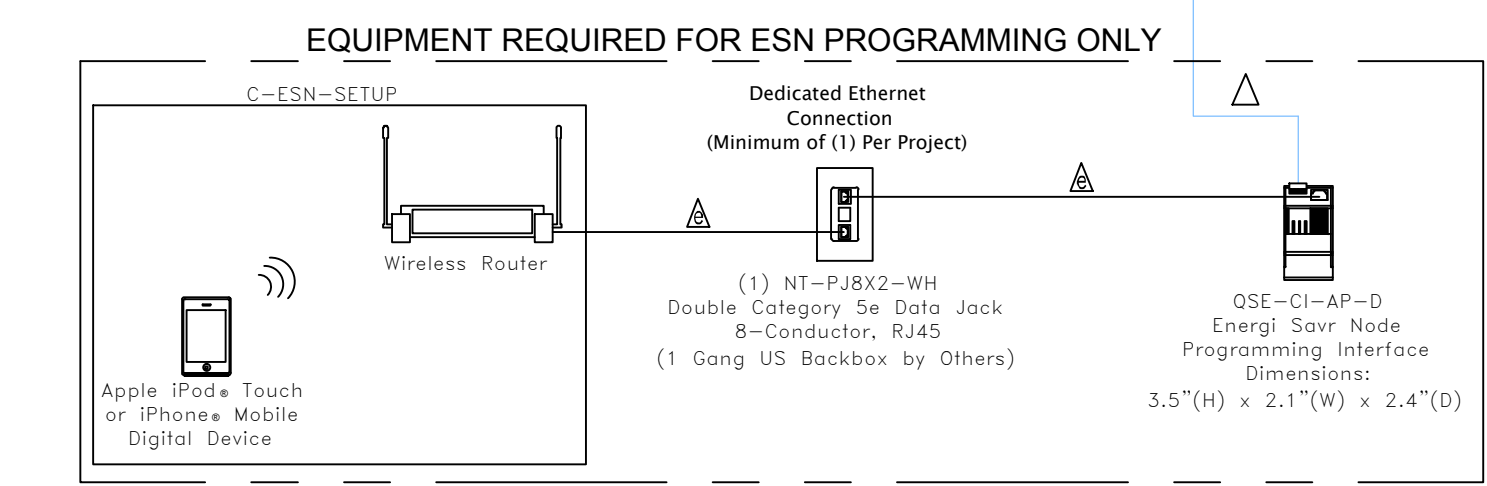 EQUIPMENT REQUIRED FOR ESN PROGRAMMING ONLY
C-ESN-SETUP
Wireless Router
Apple iPod® Touch
or iPhone® Mobile
Digital Device
e
Dedicated Ethernet
Connection
(Minimum of (1) Per Project)
(1) NT-PJ8X2-WH
Double Category 5e Data Jack
8-Conductor, RJ45
(1 Gang US Backbox by Others)
e
QSE-CI-AP-D
Energi Savr Node
Programming Interface
Dimensions:
3.5”(H) x 2.1”(W) x 2.4”(D)